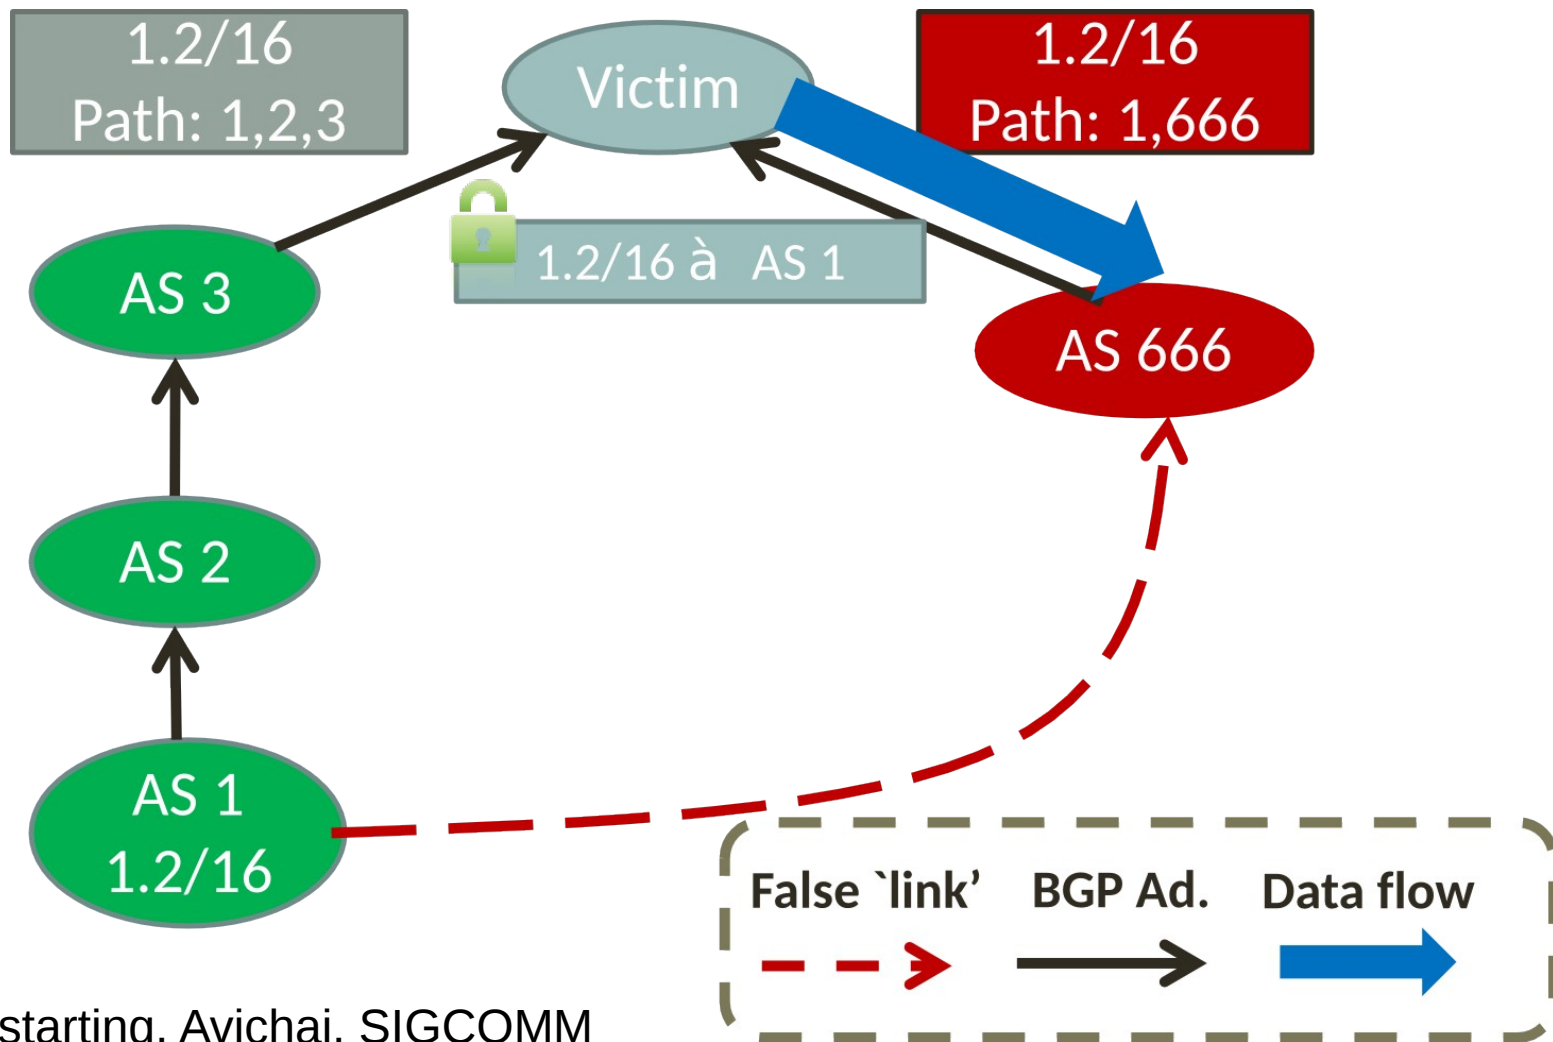 1.2/16
Path: 1,2,3
Victim
1.2/16
Path: 1,666
1.2/16 à AS 1
AS 3
AS 666
AS 2
AS 1
1.2/16
False `link’
BGP Ad.
Data flow
starting, Avichai, SIGCOMM